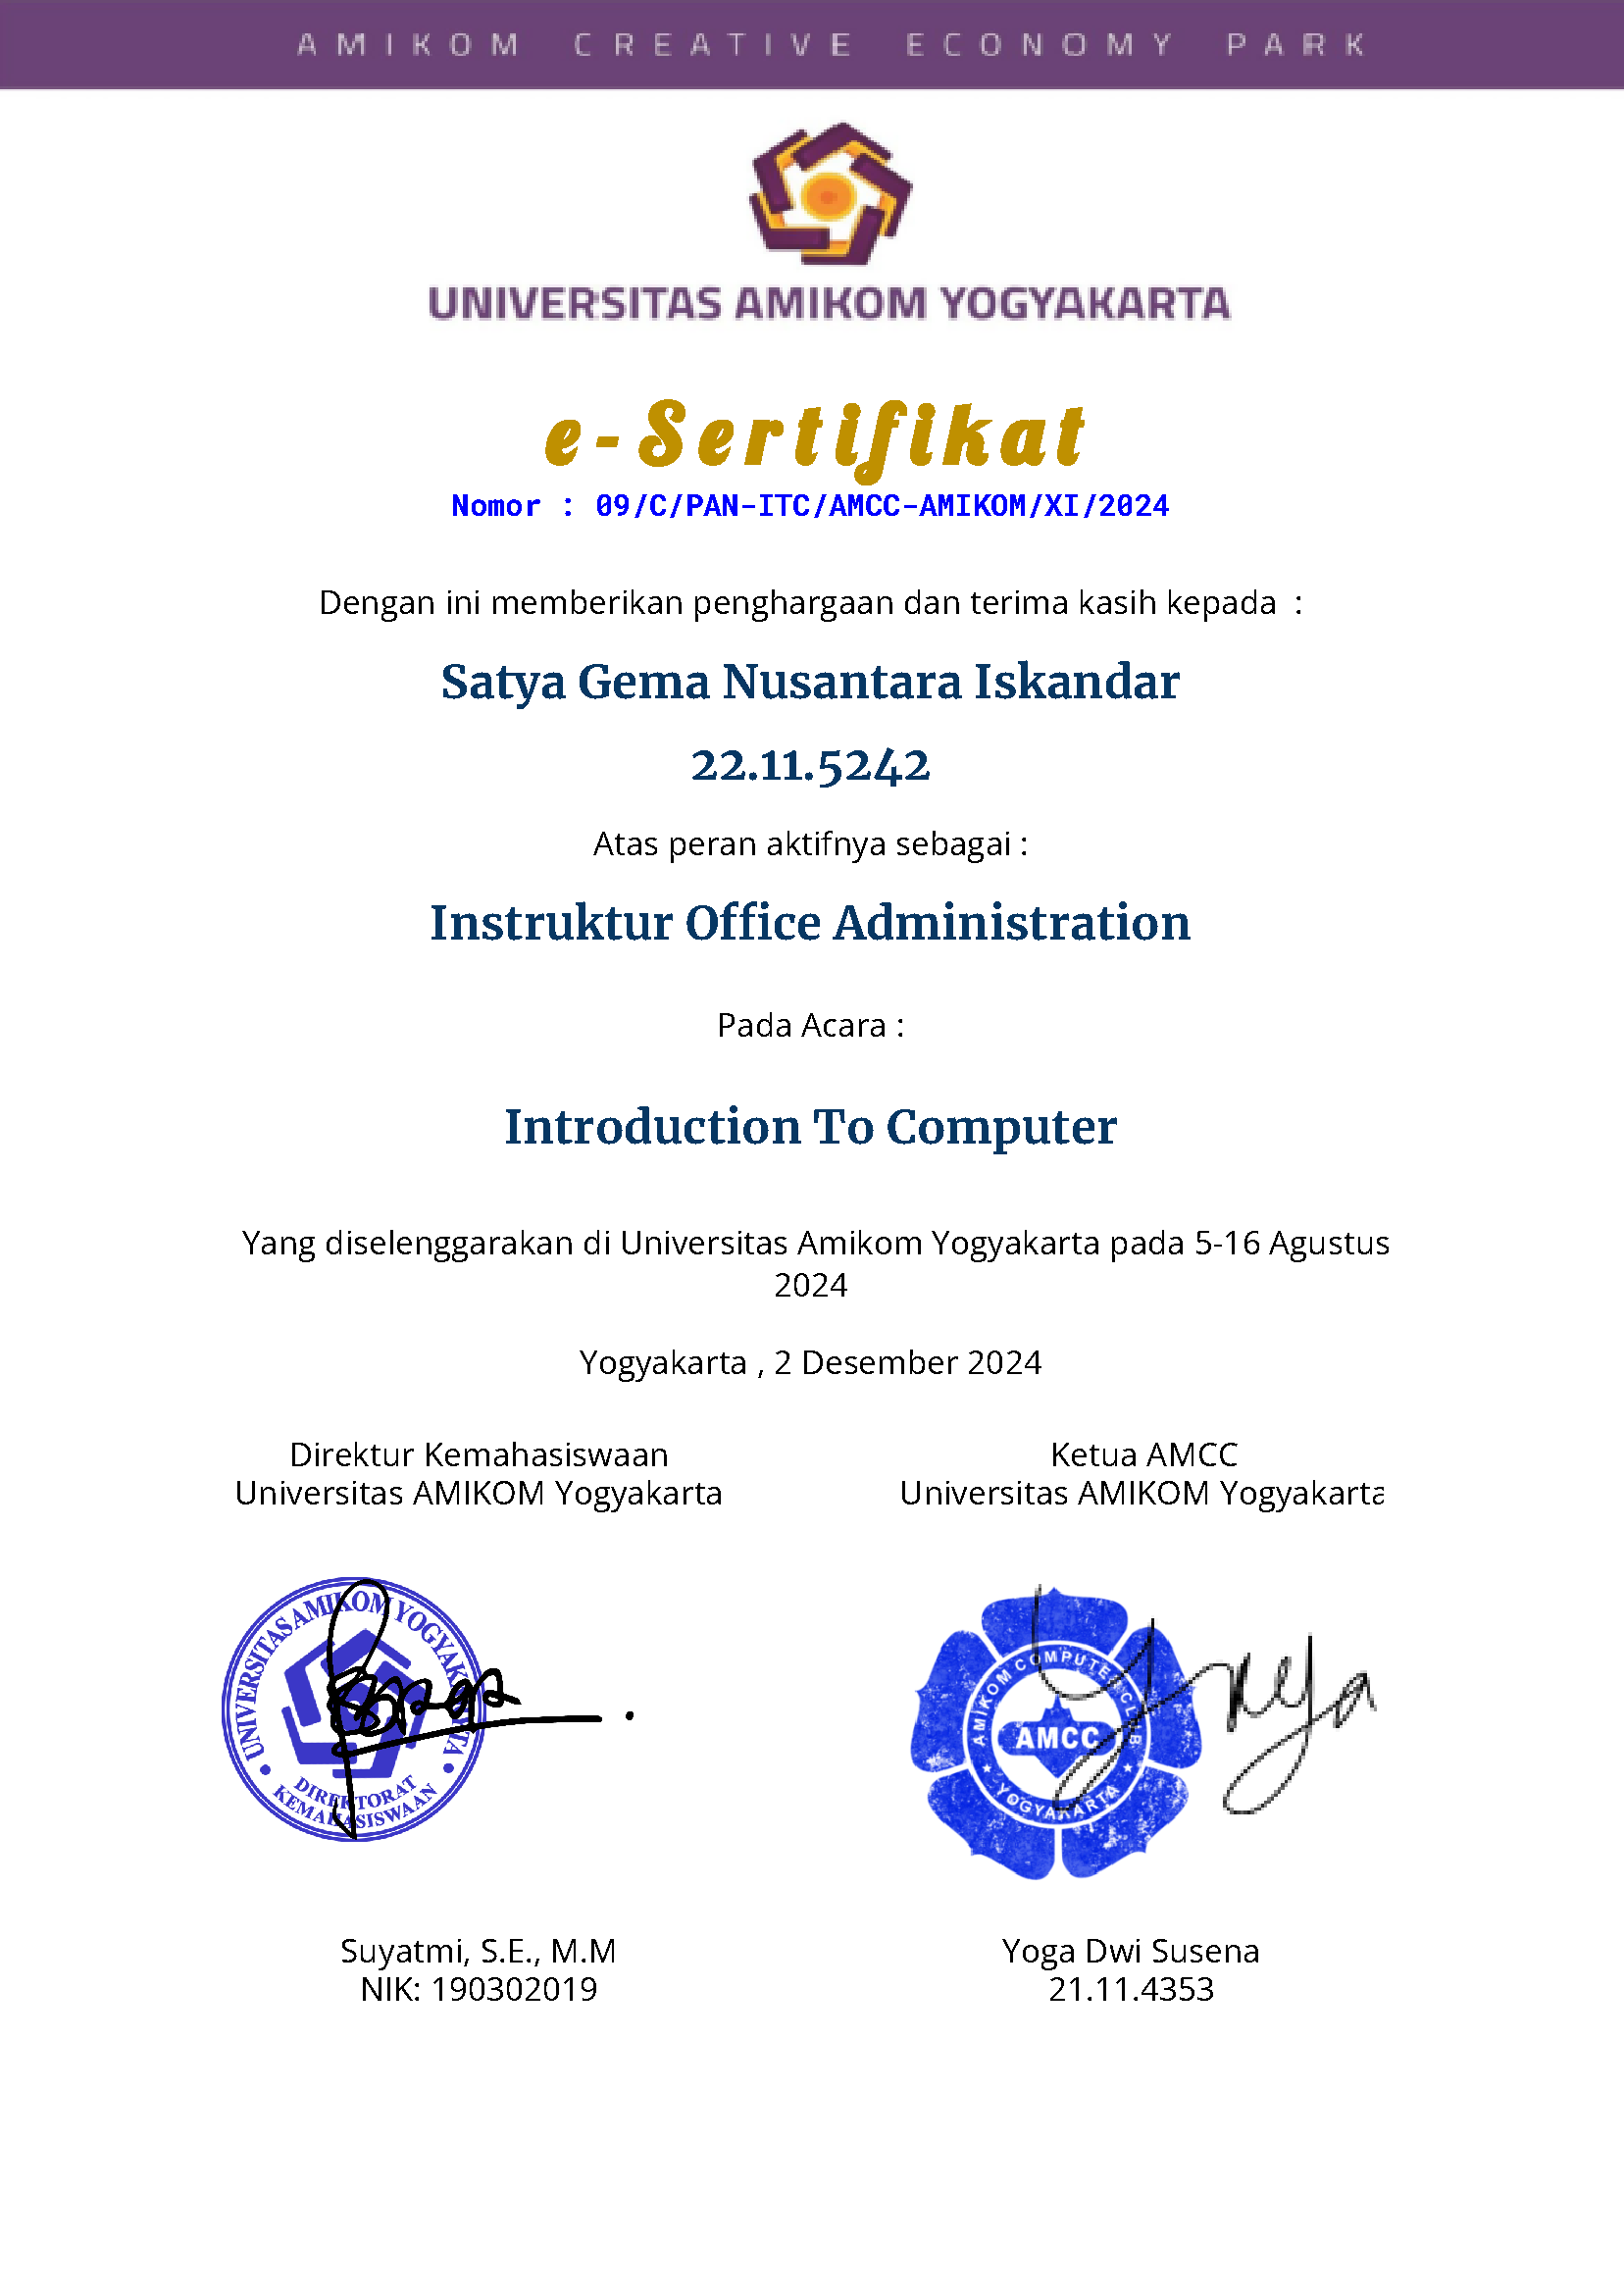 AMIKOM CREATIVE ECONOMY PARK
UNIVERSITAS AMIKOM YOGYAKARTA
e-Sertifikat
Nomor : 09/C/PAN-ITC/AMCC-AMIKOM/XI/2024
Dengan ini memberikan penghargaan dan terima kasih kepada :
Satya Gema Nusantara Iskandar
22.11.5242
Atas peran aktifnya sebagai :
Instruktur Office Administration
Pada Acara :
Introduction To Computer
Yang diselenggarakan di Universitas Amikom Yogyakarta pada 5-16 Agustus
2024
Yogyakarta , 2 Desember 2024
Direktur Kemahasiswaan
Universitas AMIKOM Yogyakarta
Ketua AMCC
Universitas AMIKOM Yogyakarta
UNIVERSITAS AMIKOM YOGYAKARTA
DIREKTORAT
KEMAHASISWAAN
AMIKOM COMPUTER CLUB
AMCC
YOGYAKARTA
Suyatmi, S.E., M.M
NIK: 190302019
Yoga Dwi Susena
21.11.4353